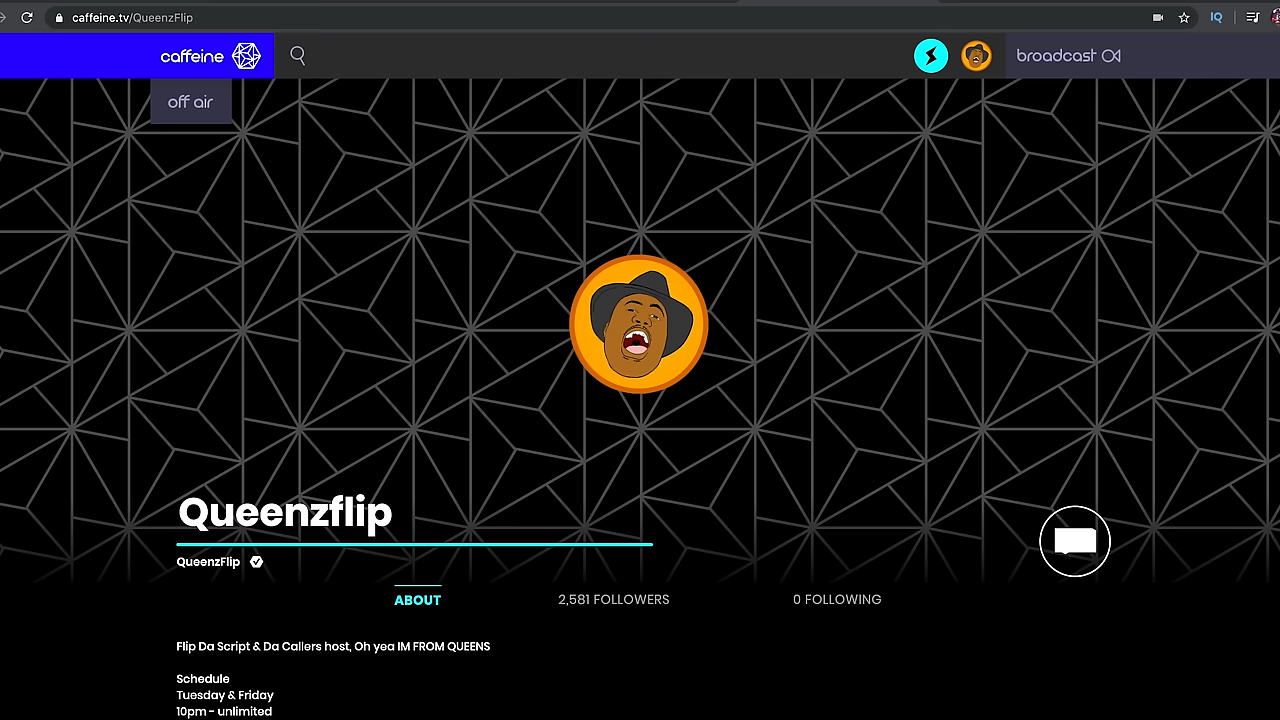 caffeine.tv/QueenzFlip
IQ
caffeine
broadcast
off air
Queenzflip
QueenzFlip
ABOUT
2,581 FOLLOWERS
0 FOLLOWING
Flip Da Script & Da Callers host, Oh yea IM FROM QUEENS
Schedule
Tuesday & Friday
10pm - unlimited